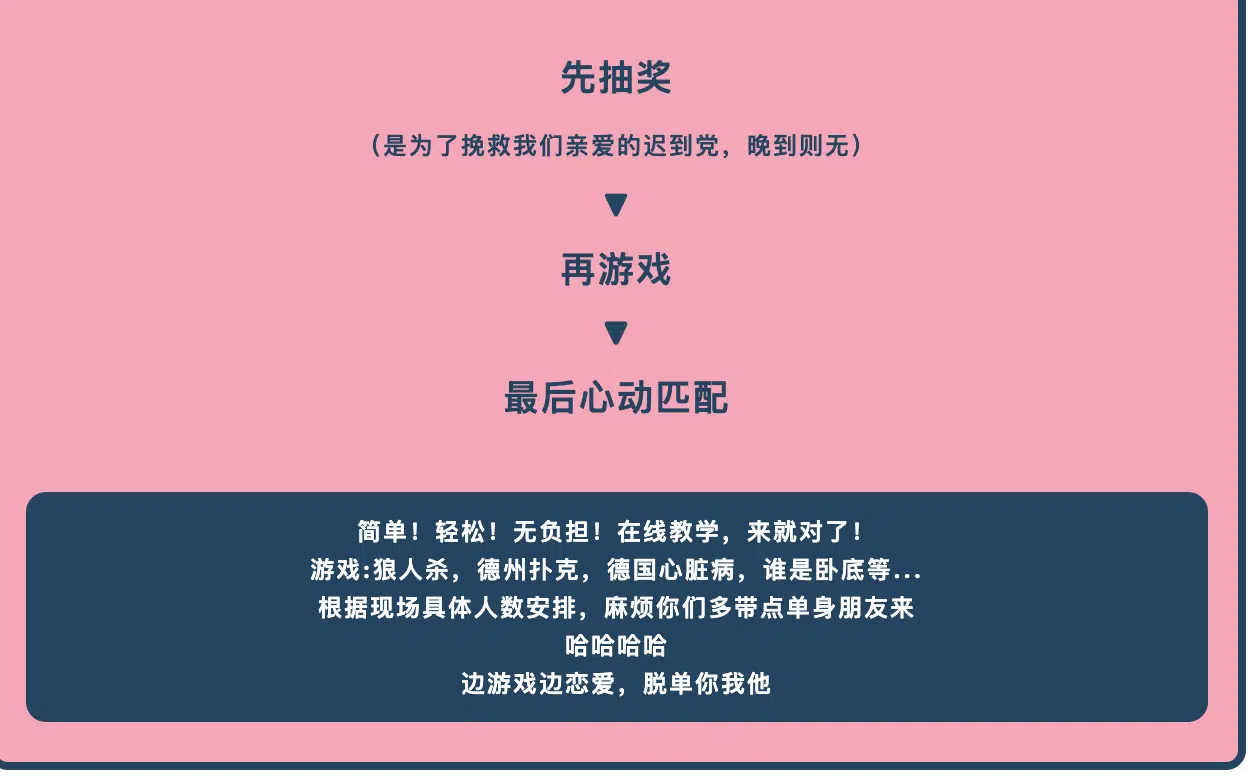 先抽奖
（是为了挽救我们亲爱的迟到党，晚到则无）
再游戏
最后心动匹配
简单！轻松！无负担！在线教学，来就对了！
游戏:狼人杀，德州扑克，德国心脏病，谁是卧底等...
根据现场具体人数安排，麻烦你们多带点单身朋友来
哈哈哈哈
边游戏边恋爱，脱单你我他